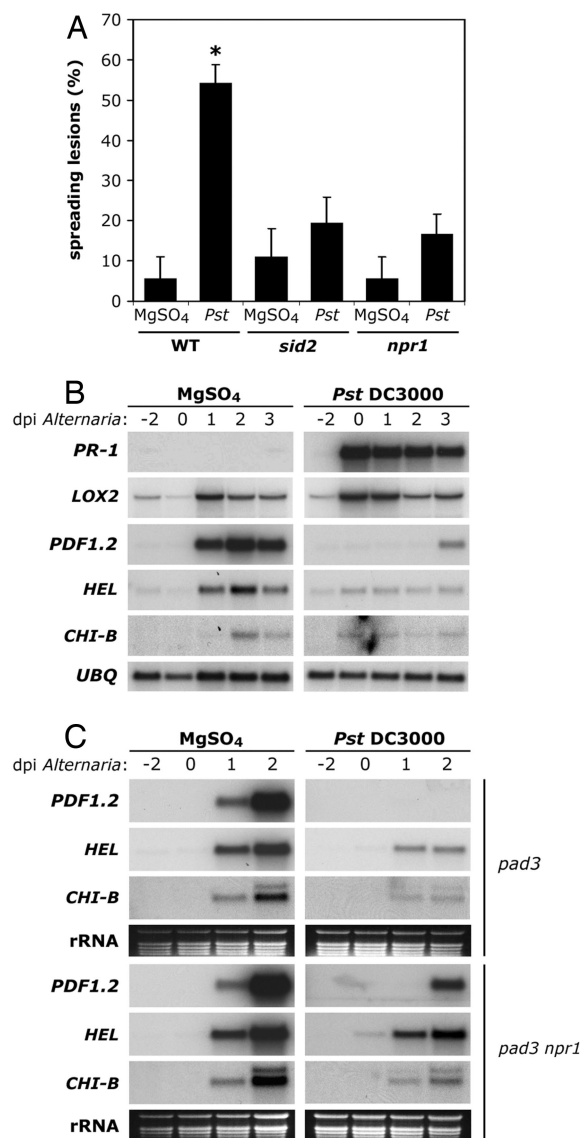 A
70
60
50
40
30
20
10
0
spreading lesions (%)
*
MgSO4 Pst MgSO4 Pst MgSO4 Pst
WT sid2 npr1
B
MgSO4 Pst DC3000
dpi Alternaria: -2 0 1 2 3 -2 0 1 2 3
PR-1
LOX2
PDF1.2
HEL
CHI-B
UBQ
C
MgSO4 Pst DC3000
dpi Alternaria: -2 0 1 2 -2 0 1 2
PDF1.2
HEL
CHI-B
rRNA
pad3
PDF1.2
HEL
CHI-B
rRNA
pad3 npr1